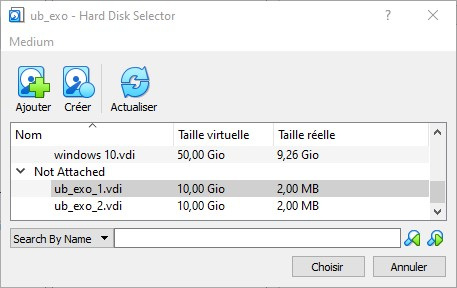 ub_exo - Hard Disk Selector
Medium
Ajouter Créer Actualiser
Nom Taille virtuelle Taille réelle
windows 10.vdi 50,00 Gio 9,26 Gio
Not Attached
ub_exo_1.vdi 10,00 Gio 2,00 MB
ub_exo_2.vdi 10,00 Gio 2,00 MB
Search By Name
Choisir Annuler